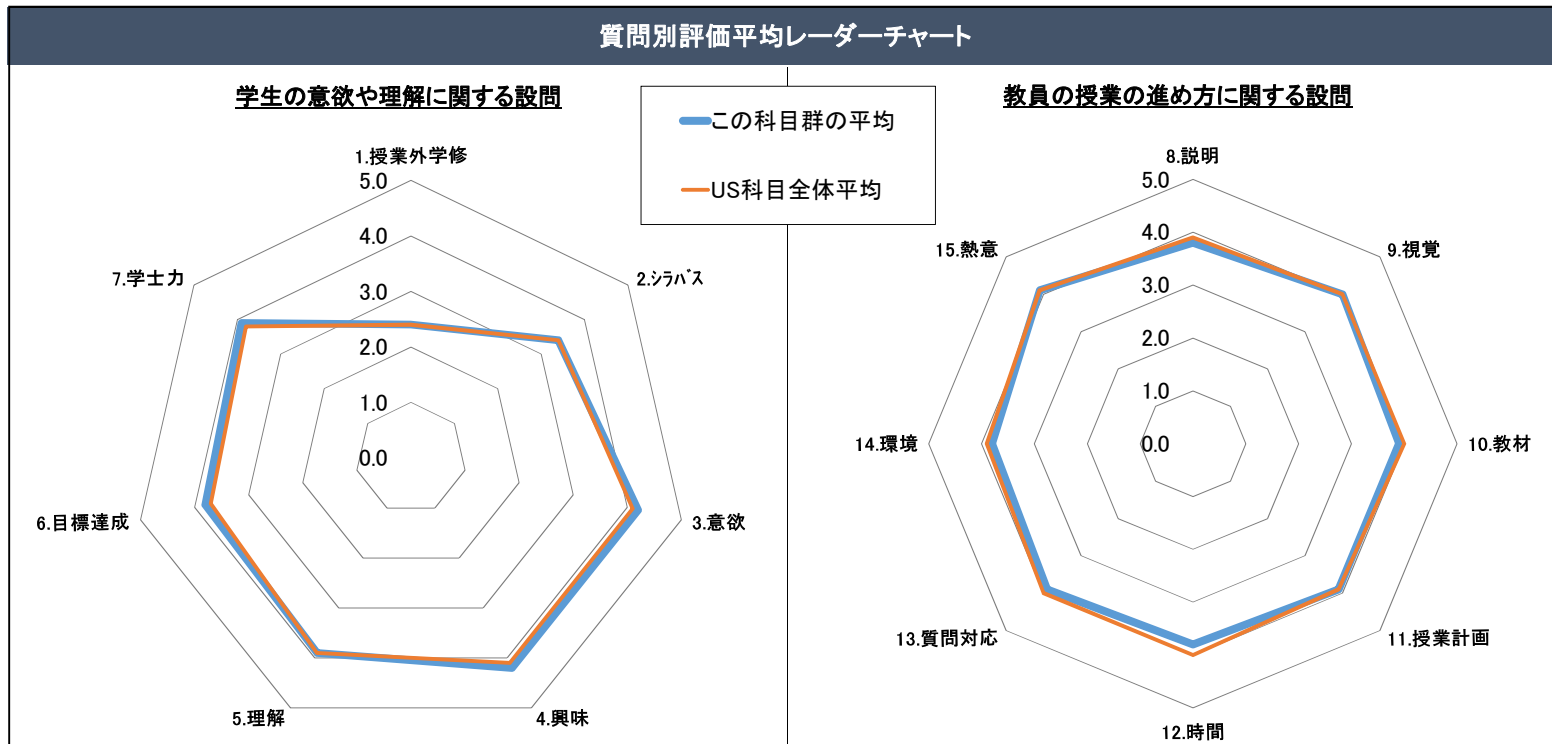 質問別評価平均レーダーチャート
学生の意欲や理解に関する設問
この科目群の平均
US科目全体平均
教員の授業の進め方に関する設問
1.授業外学修
5.0
4.0
3.0
2.0
1.0
0.0
2.ｼﾗﾊﾞｽ
3.意欲
4.興味
5.理解
6.目標達成
7.学士力
8.説明
5.0
4.0
3.0
2.0
1.0
0.0
9.視覚
10.教材
11.授業計画
12.時間
13.質問対応
14.環境
15.熱意